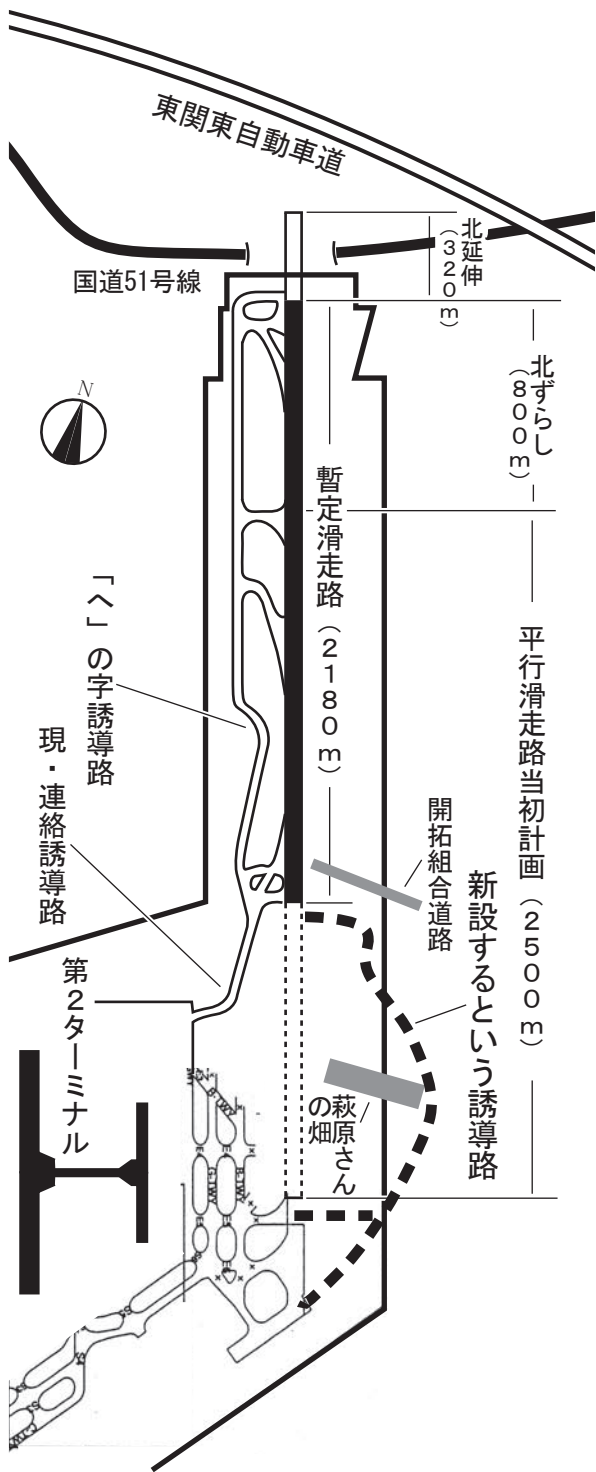 東関東自動車道
北延伸
（３２０ｍ）
国道51号線
N
北ずらし
（８００ｍ）
暫定滑走路（２１８０ｍ）
平行滑走路当初計画（２５００ｍ）
「へ」の字誘導路
現・連絡誘導路
開拓組合道路
新設するという誘導路
第２ターミナル
萩原さん
の畑